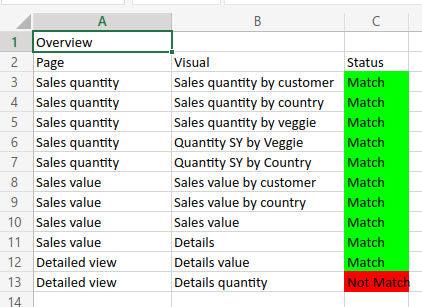 A B C
1 Overview
2 Page Visual Status
3 Sales quantity Sales quantity by customer Match
4 Sales quantity Sales quantity by country Match
5 Sales quantity Sales quantity by veggie Match
6 Sales quantity Quantity SY by Veggie Match
7 Sales quantity Quantity SY by Country Match
8 Sales value Sales value by customer Match
9 Sales value Sales value by country Match
10 Sales value Sales value Match
11 Sales value Details Match
12 Detailed view Details value Match
13 Detailed view Details quantity Not Match
14